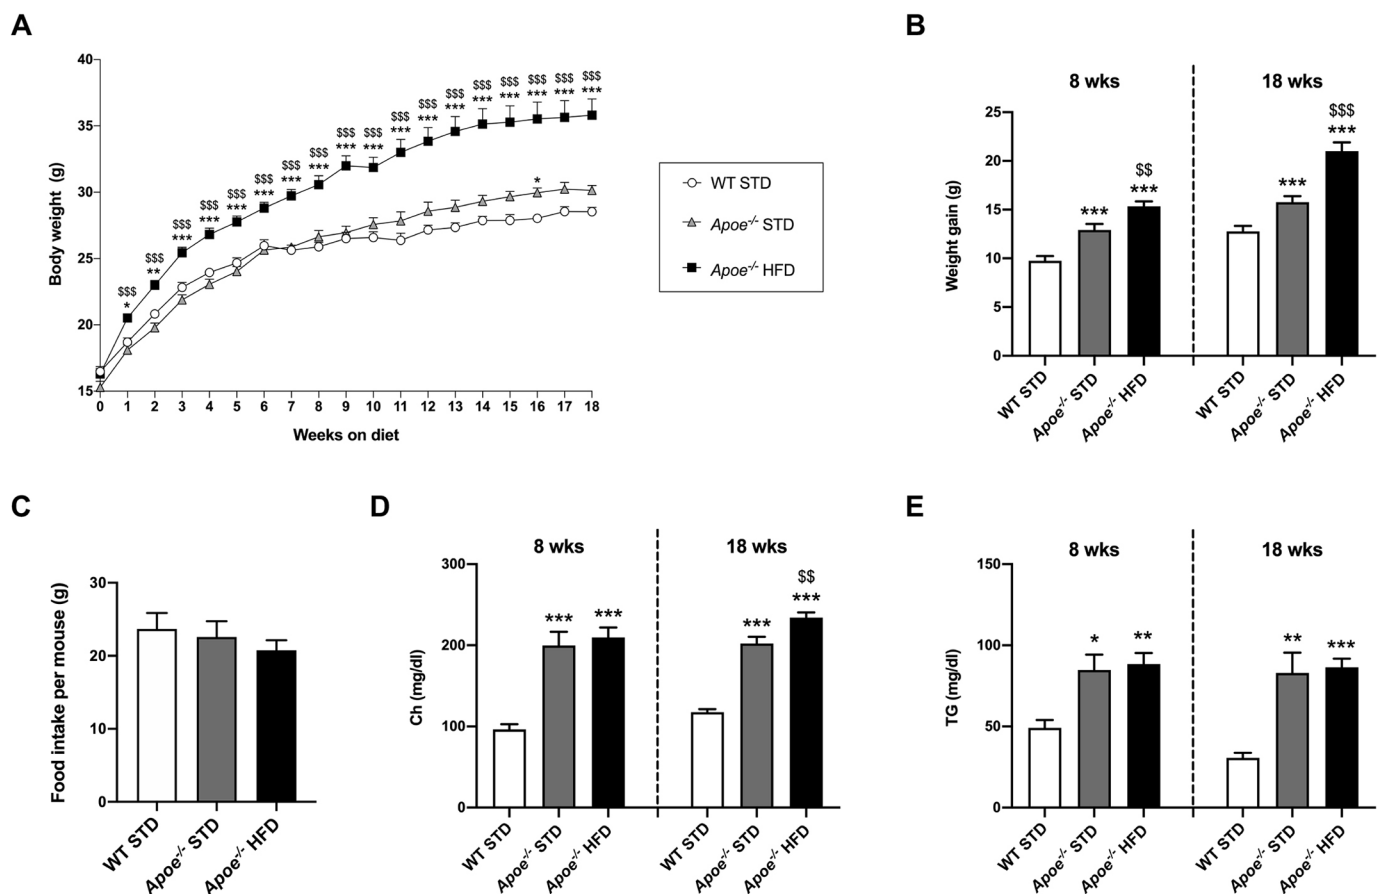 A
40
35
30
25
20
15
Body weight (g)
$$$ $$$ $$$ $$$ $$$ $$$ $$$ $$$ $$$ $$$ $$$ $$$ $$$ $$$ $$$ $$$ $$$ $$$
* ** *** *** *** *** *** *** *** *** *** *** *** *** *** *** *** ***
*
0 1 2 3 4 5 6 7 8 9 10 11 12 13 14 15 16 17 18
Weeks on diet
WT STD
Apoe-/- STD
Apoe-/- HFD
B
8 wks 18 wks
25
20
15
10
5
0
Weight gain (g)
*** $$ *** *** $$$ ***
WT STD Apoe-/- STD Apoe-/- HFD WT STD Apoe-/- STD Apoe-/- HFD
C
30
20
10
0
Food intake per mouse (g)
WT STD Apoe-/- STD Apoe-/- HFD
D
8 wks 18 wks
300
200
100
0
Ch (mg/dl)
*** *** *** $$ ***
WT STD Apoe-/- STD Apoe-/- HFD WT STD Apoe-/- STD Apoe-/- HFD
E
8 wks 18 wks
150
100
50
0
TG (mg/dl)
* ** ** ***
WT STD Apoe-/- STD Apoe-/- HFD WT STD Apoe-/- STD Apoe-/- HFD